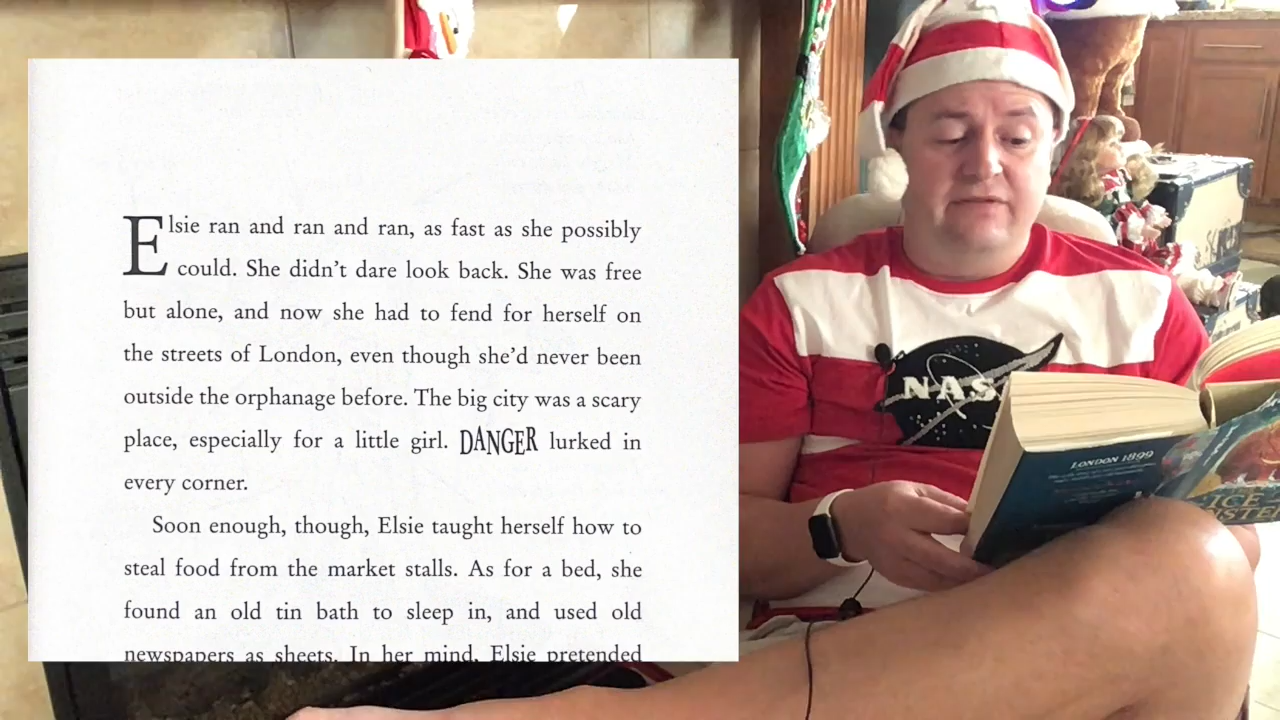 Elsie ran and ran and ran, as fast as she possibly
could. She didn't dare look back. She was free
but alone, and now she had to fend for herself on
the streets of London, even though she'd never been
outside the orphanage before. The big city was a scary
place, especially for a little girl. DANGER lurked in
every corner.
Soon enough, though, Elsie taught herself how to
steal food from the market stalls. As for a bed, she
found an old tin bath to sleep in, and used old
newspapers as sheets. In her mind, Elsie pretended
NAS
LONDON 1899
ICE